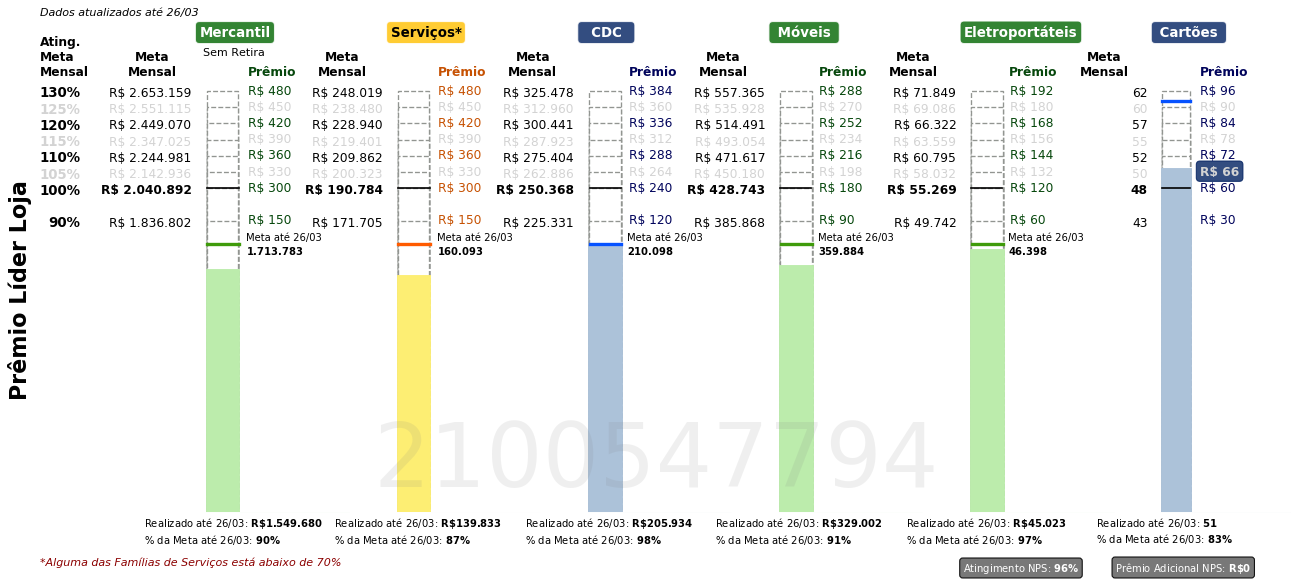 Dados atualizados até 26/03
Mercantil Serviços* CDC Móveis Eletroportáteis Cartões
Sem Retira
Ating. Meta Mensal
Meta Mensal Prêmio Meta Mensal Prêmio Meta Mensal Prêmio Meta Mensal Prêmio Meta Mensal Prêmio Meta Mensal Prêmio
130% R$ 2.653.159 R$ 480 R$ 248.019 R$ 480 R$ 325.478 R$ 384 R$ 557.365 R$ 288 R$ 71.849 R$ 192 62 R$ 96
125% R$ 2.551.115 R$ 450 R$ 238.480 R$ 450 R$ 312.960 R$ 360 R$ 535.928 R$ 270 R$ 69.086 R$ 180 60 R$ 90
120% R$ 2.449.070 R$ 420 R$ 228.940 R$ 420 R$ 300.441 R$ 336 R$ 514.491 R$ 252 R$ 66.322 R$ 168 57 R$ 84
115% R$ 2.347.025 R$ 390 R$ 219.401 R$ 390 R$ 287.923 R$ 312 R$ 493.054 R$ 234 R$ 63.559 R$ 156 55 R$ 78
110% R$ 2.244.981 R$ 360 R$ 209.862 R$ 360 R$ 275.404 R$ 288 R$ 471.617 R$ 216 R$ 60.795 R$ 144 52 R$ 72
105% R$ 2.142.936 R$ 330 R$ 200.323 R$ 330 R$ 262.886 R$ 264 R$ 450.180 R$ 198 R$ 58.032 R$ 132 50 R$ 66
100% R$ 2.040.892 R$ 300 R$ 190.784 R$ 300 R$ 250.368 R$ 240 R$ 428.743 R$ 180 R$ 55.269 R$ 120 48 R$ 60
90% R$ 1.836.802 R$ 150 R$ 171.705 R$ 150 R$ 225.331 R$ 120 R$ 385.868 R$ 90 R$ 49.742 R$ 60 43 R$ 30
Meta até 26/03 Meta até 26/03 Meta até 26/03 Meta até 26/03 Meta até 26/03
1.713.783 160.093 210.098 359.884 46.398
Prêmio Líder Loja
2100547794
Realizado até 26/03: R$1.549.680 Realizado até 26/03: R$139.833 Realizado até 26/03: R$205.934 Realizado até 26/03: R$329.002 Realizado até 26/03: R$45.023 Realizado até 26/03: 51
% da Meta até 26/03: 90% % da Meta até 26/03: 87% % da Meta até 26/03: 98% % da Meta até 26/03: 91% % da Meta até 26/03: 97% % da Meta até 26/03: 83%
*Alguma das Famílias de Serviços está abaixo de 70%
Atingimento NPS: 96% Prêmio Adicional NPS: R$0